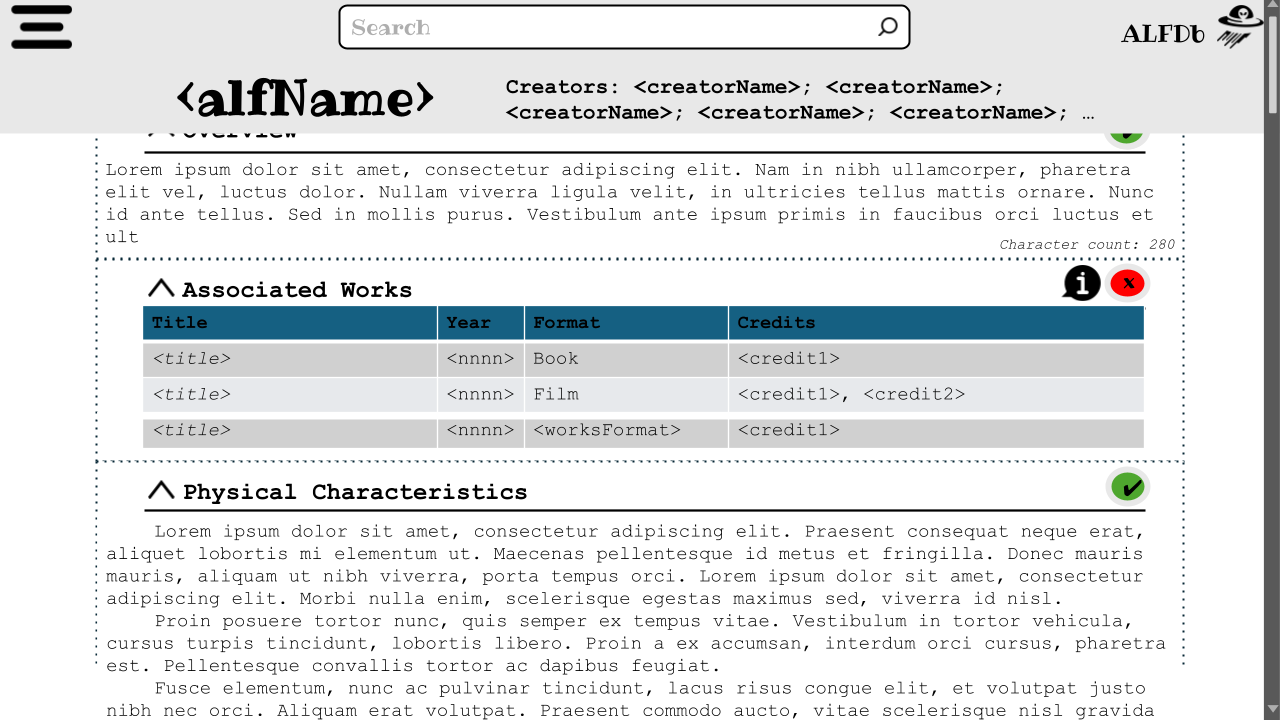 Search
ALFDb
<alfName>
Creators: <creatorName>; <creatorName>;
<creatorName>; <creatorName>; <creatorName>; …
Overview
Lorem ipsum dolor sit amet, consectetur adipiscing elit. Nam in nibh ullamcorper, pharetra
elit vel, luctus dolor. Nullam viverra ligula velit, in ultricies tellus mattis ornare. Nunc
id ante tellus. Sed in mollis purus. Vestibulum ante ipsum primis in faucibus orci luctus et
ult
Character count: 280
Associated Works
i
x
Title Year Format Credits
<title> <nnnn> Book <credit1>
<title> <nnnn> Film <credit1>, <credit2>
<title> <nnnn> <worksFormat> <credit1>
Physical Characteristics
Lorem ipsum dolor sit amet, consectetur adipiscing elit. Praesent consequat neque erat,
aliquet lobortis mi elementum ut. Maecenas pellentesque id metus et fringilla. Donec mauris
mauris, aliquam ut nibh viverra, porta tempus orci. Lorem ipsum dolor sit amet, consectetur
adipiscing elit. Morbi nulla enim, scelerisque egestas maximus sed, viverra id nisl.
Proin posuere tortor nunc, quis semper ex tempus vitae. Vestibulum in tortor vehicula,
cursus turpis tincidunt, lobortis libero. Proin a ex accumsan, interdum orci cursus, pharetra
est. Pellentesque convallis tortor ac dapibus feugiat.
Fusce elementum, nunc ac pulvinar tincidunt, lacus risus congue elit, et volutpat justo
nibh nec orci. Aliquam erat volutpat. Praesent commodo aucto, vitae scelerisque nisl gravida